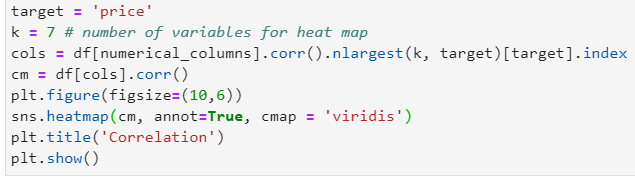 target = 'price'
k = 7 # number of variables for heat map
cols = df[numerical_columns].corr().nlargest(k, target)[target].index
cm = df[cols].corr()
plt.figure(figsize=(10,6))
sns.heatmap(cm, annot=True, cmap = 'viridis')
plt.title('Correlation')
plt.show()